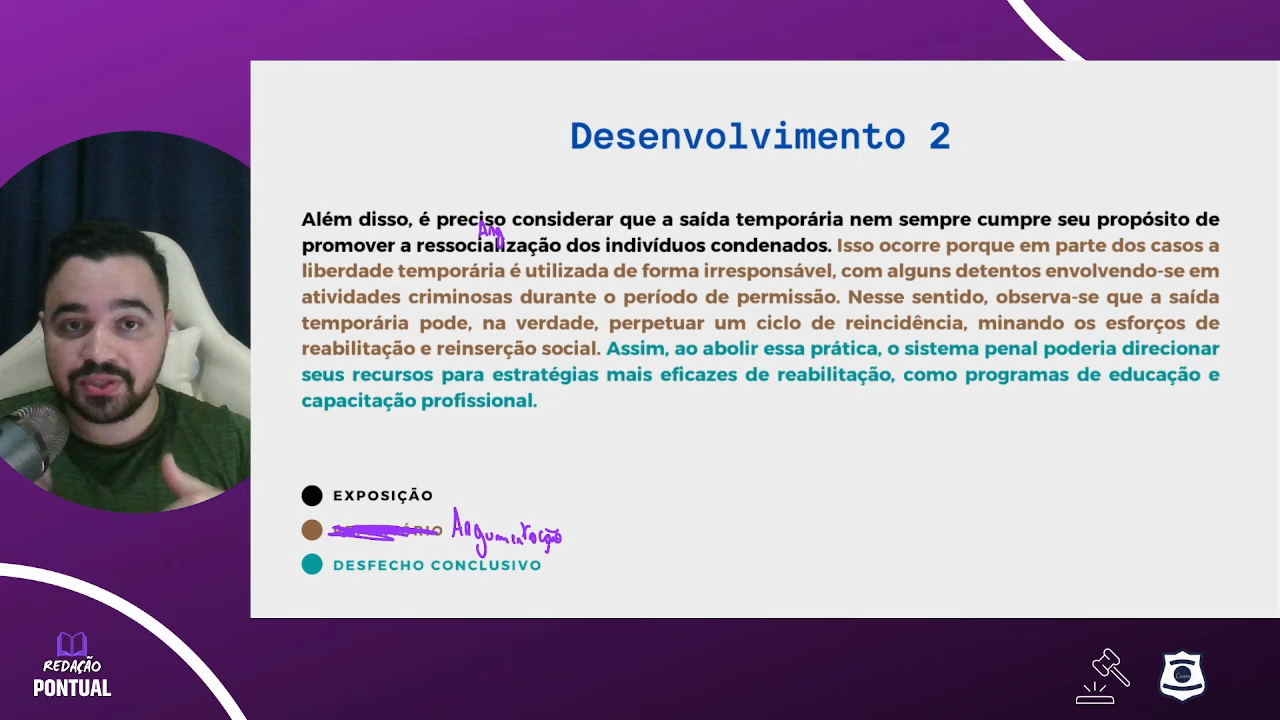 Desenvolvimento 2
Além disso, é preciso considerar que a saída temporária nem sempre cumpre seu propósito de
Arg
promover a ressocialização dos indivíduos condenados. Isso ocorre porque em parte dos casos a
liberdade temporária é utilizada de forma irresponsável, com alguns detentos envolvendo-se em
atividades criminosas durante o período de permissão. Nesse sentido, observa-se que a saída
temporária pode, na verdade, perpetuar um ciclo de reincidência, minando os esforços de
reabilitação e reinserção social. Assim, ao abolir essa prática, o sistema penal poderia direcionar
seus recursos para estratégias mais eficazes de reabilitação, como programas de educação e
capacitação profissional.
EXPOSIÇÃO
Argumentação
DESFECHO CONCLUSIVO
REDAÇÃO
PONTUAL